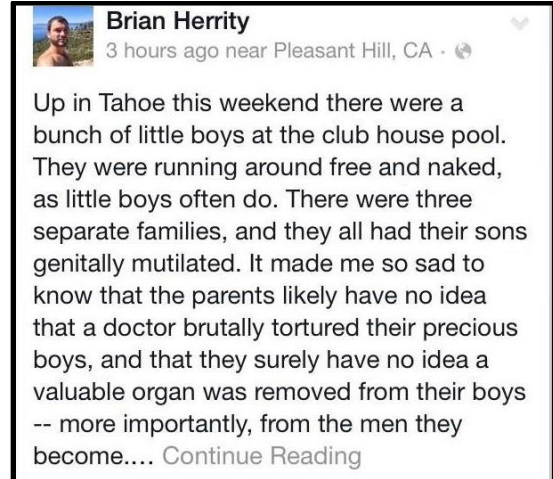 Brian Herrity
3 hours ago near Pleasant Hill, CA ·
Up in Tahoe this weekend there were a
bunch of little boys at the club house pool.
They were running around free and naked,
as little boys often do. There were three
separate families, and they all had their sons
genitally mutilated. It made me so sad to
know that the parents likely have no idea
that a doctor brutally tortured their precious
boys, and that they surely have no idea a
valuable organ was removed from their boys
-- more importantly, from the men they
become.... Continue Reading